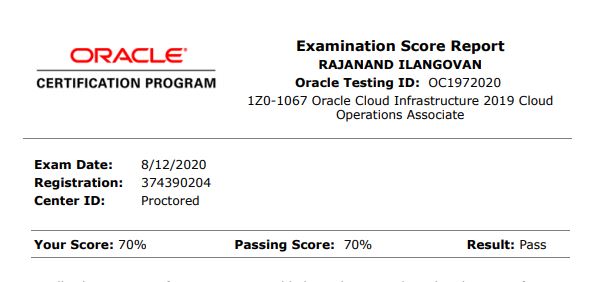 ORACLE
CERTIFICATION PROGRAM
Examination Score Report
RAJANAND ILANGOVAN
Oracle Testing ID: OC1972020
1Z0-1067 Oracle Cloud Infrastructure 2019 Cloud
Operations Associate
Exam Date: 8/12/2020
Registration: 374390204
Center ID: Proctored
Your Score: 70% Passing Score: 70% Result: Pass